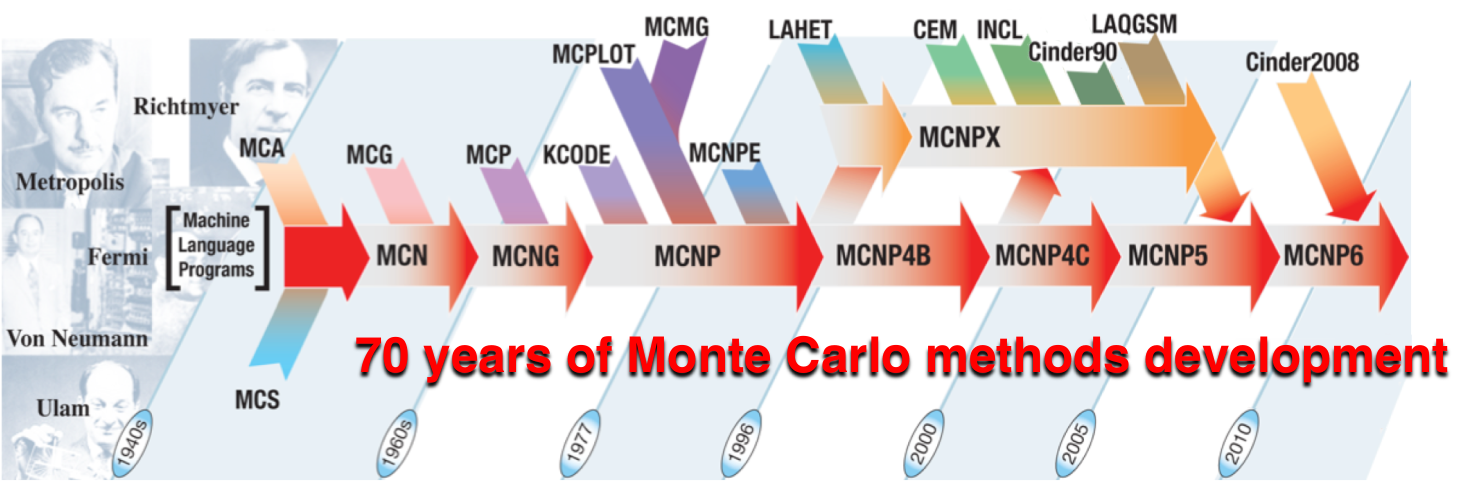 MCMG
LAHET
CEM
INCL
LAQGSM
MCPLOT
Cinder90
Cinder2008
Richtmyer
MCA
MCG
MCP
KCODE
MCNPE
MCNPX
Metropolis
Machine
Language
Programs
Fermi
MCN
MCNG
MCNP
MCNP4B
MCNP4C
MCNP5
MCNP6
Von Neumann
70 years of Monte Carlo methods development
MCS
Ulam
1940s
1960s
1977
1996
2000
2005
2010